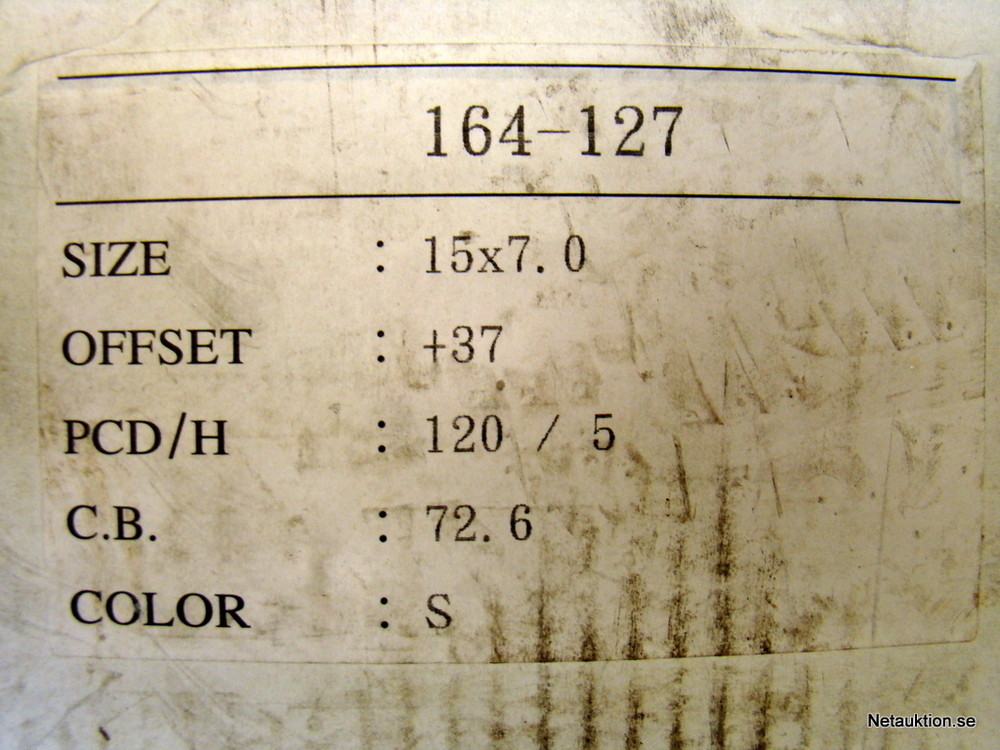 164-127
SIZE : 15x7.0
OFFSET : +37
PCD/H : 120 / 5
C.B. : 72.6
COLOR : S
Netauktion.se